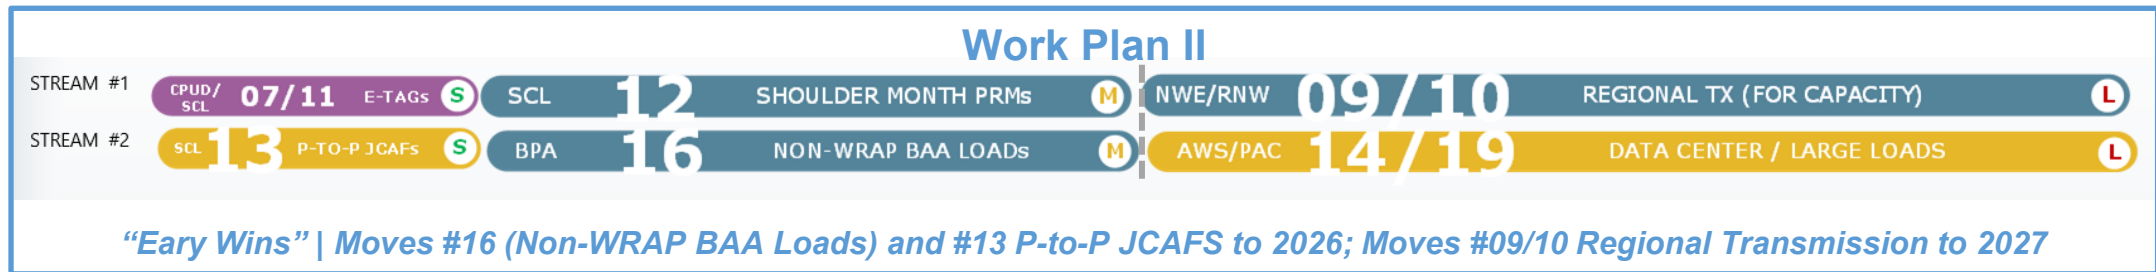 Work Plan II
STREAM #1 CPUD/ SCL 07/11 E-TAGs S SCL 12 SHOULDER MONTH PRMs M NWE/RNW 09/10 REGIONAL TX (FOR CAPACITY) L
STREAM #2 SCL 13 P-TO-P JCAFs S BPA 16 NON-WRAP BAA LOADs M AWS/PAC 14/19 DATA CENTER / LARGE LOADS L
“Eary Wins” | Moves #16 (Non-WRAP BAA Loads) and #13 P-to-P JCAFS to 2026; Moves #09/10 Regional Transmission to 2027